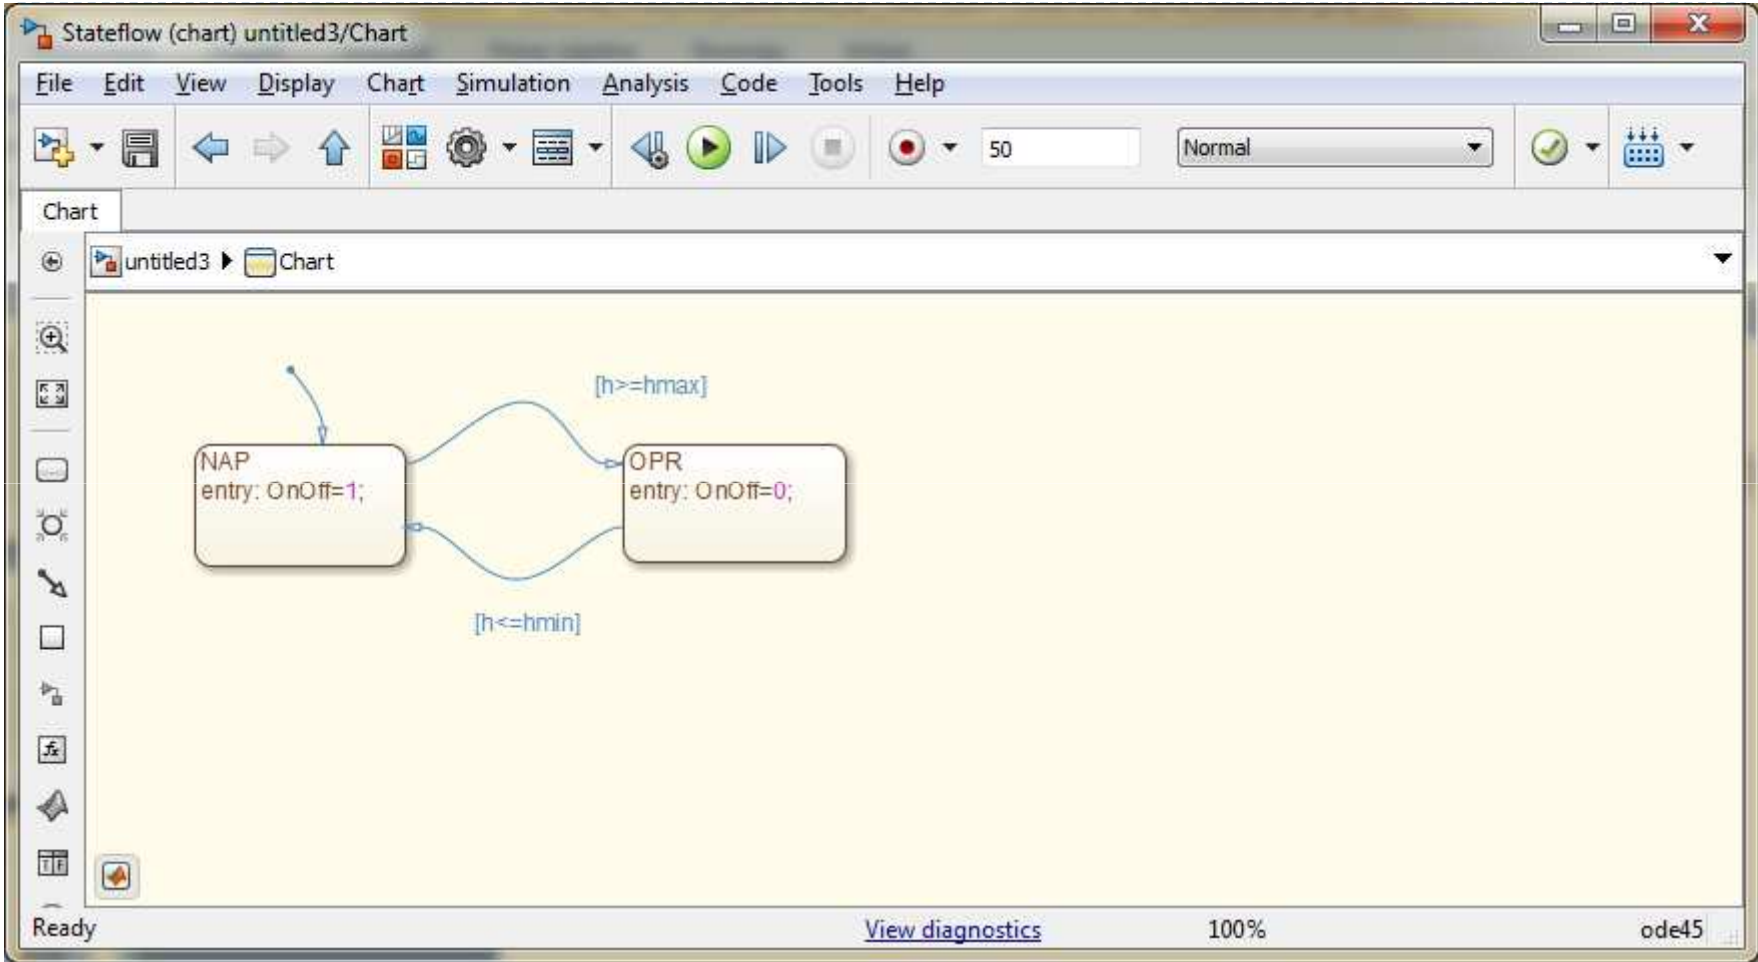 Stateflow (chart) untitled3/Chart
File Edit View Display Chart Simulation Analysis Code Tools Help
50 Normal
Chart
untitled3 Chart
[h>=hmax]
NAP
entry: OnOff=1;
OPR
entry: OnOff=0;
[h<=hmin]
Ready View diagnostics 100% ode45